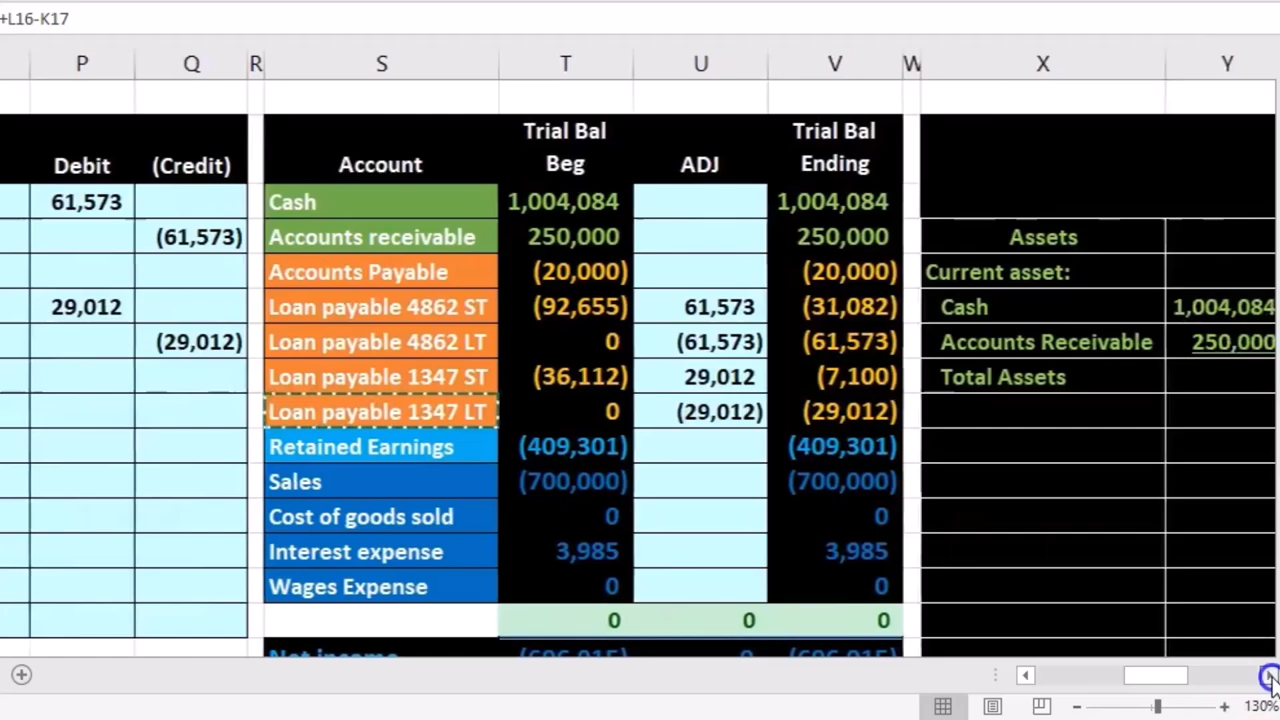 +L16-K17
P Q R S T U V W X Y
Trial Bal Trial Bal
Debit (Credit) Account Beg ADJ Ending
61,573 Cash 1,004,084 1,004,084
(61,573) Accounts receivable 250,000 250,000 Assets
Accounts Payable (20,000) (20,000) Current asset:
29,012 Loan payable 4862 ST (92,655) 61,573 (31,082) Cash 1,004,084
(29,012) Loan payable 4862 LT 0 (61,573) (61,573) Accounts Receivable 250,000
Loan payable 1347 ST (36,112) 29,012 (7,100) Total Assets
Loan payable 1347 LT 0 (29,012) (29,012)
Retained Earnings (409,301) (409,301)
Sales (700,000) (700,000)
Cost of goods sold 0 0
Interest expense 3,985 3,985
Wages Expense 0 0
0 0 0
Net income (696,015) 0 (696,015)
130%